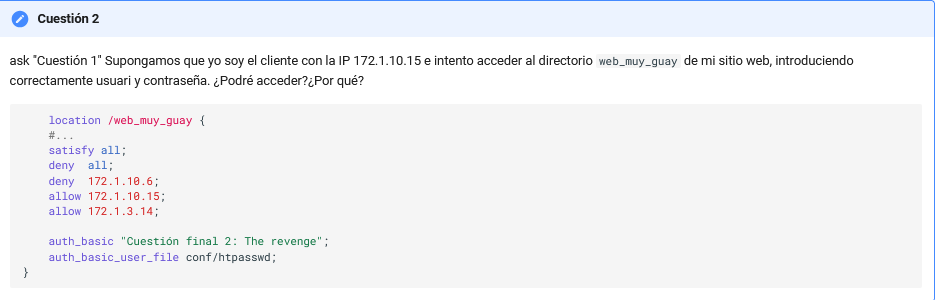 Cuestión 2
ask "Cuestión 1" Supongamos que yo soy el cliente con la IP 172.1.10.15 e intento acceder al directorio web_muy_guay de mi sitio web, introduciendo
correctamente usuari y contraseña. ¿Podré acceder?¿Por qué?
location /web_muy_guay {
#...
satisfy all;
deny  all;
deny  172.1.10.6;
allow 172.1.10.15;
allow 172.1.3.14;
auth_basic "Cuestión final 2: The revenge";
auth_basic_user_file conf/htpasswd;
}